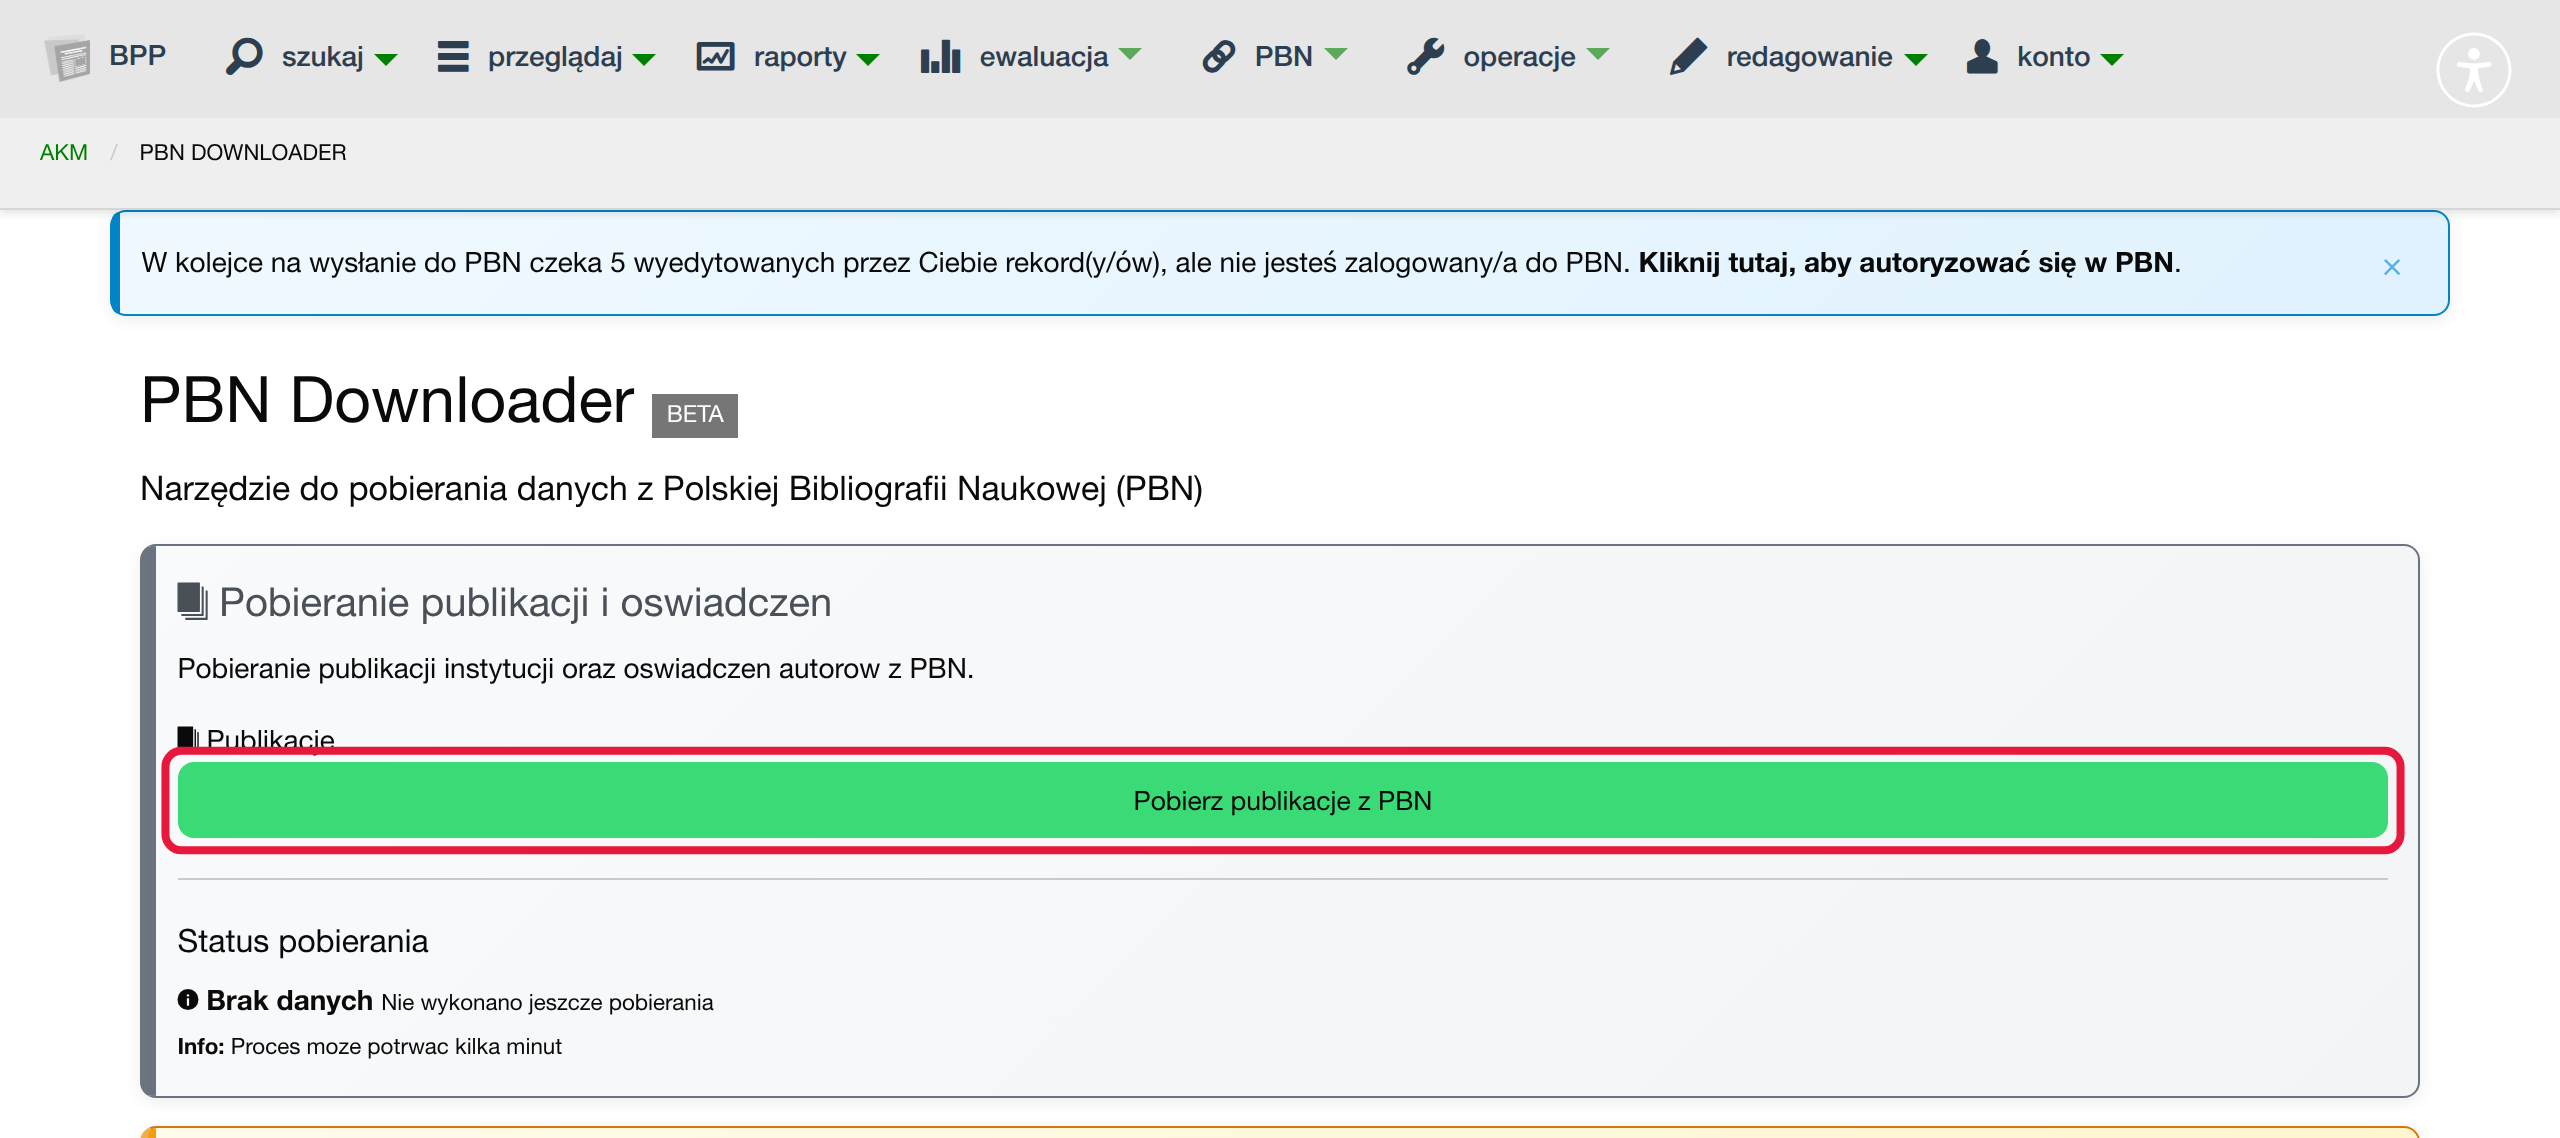 BPP szukaj przeglądaj raporty ewaluacja PBN operacje redagowanie konto
AKM / PBN DOWNLOADER
W kolejce na wysłanie do PBN czeka 5 wyedytowanych przez Ciebie rekord(y/ów), ale nie jesteś zalogowany/a do PBN. Kliknij tutaj, aby autoryzować się w PBN. ×
PBN Downloader BETA
Narzędzie do pobierania danych z Polskiej Bibliografii Naukowej (PBN)
Pobieranie publikacji i oswiadczen
Pobieranie publikacji instytucji oraz oswiadczen autorow z PBN.
Publikacje
Pobierz publikacje z PBN
Status pobierania
Brak danych Nie wykonano jeszcze pobierania
Info: Proces moze potrwac kilka minut